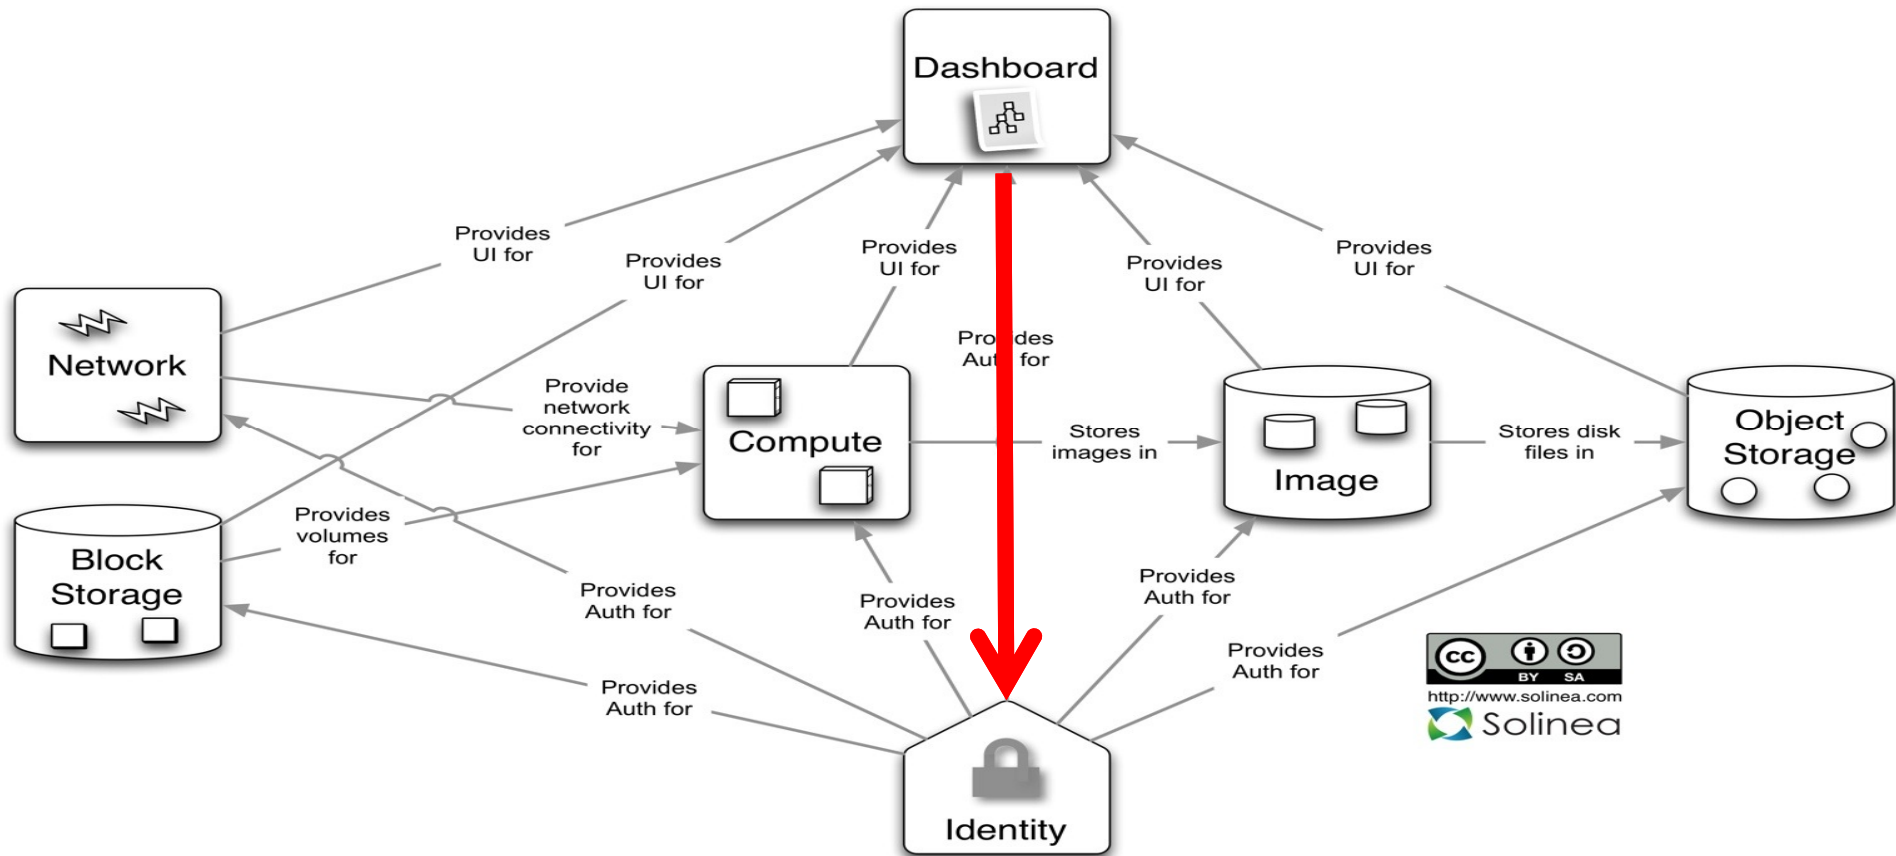 Dashboard
Provides
UI for
Provides
UI for
Provides
UI for
Provides
UI for
Provides
UI for
Network
Provide
network
connectivity
for
Provides
Auth for
Compute
Stores
images in
Image
Stores disk
files in
Object
Storage
Block
Storage
Provides
volumes
for
Provides
Auth for
Provides
Auth for
Provides
Auth for
Provides
Auth for
Provides
Auth for
Identity
cc
BY SA
http://www.solinea.com
Solinea